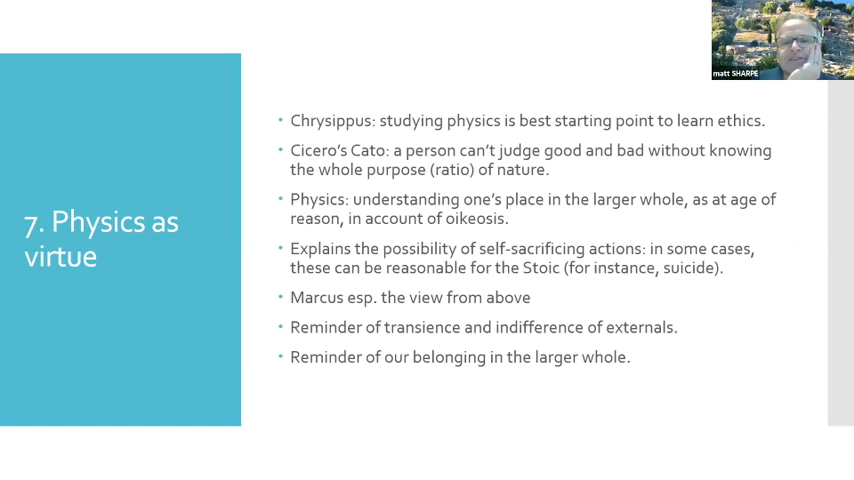 matt SHARPE
7. Physics as
virtue
• Chrysippus: studying physics is best starting point to learn ethics.
• Cicero's Cato: a person can't judge good and bad without knowing
the whole purpose (ratio) of nature.
• Physics: understanding one's place in the larger whole, as at age of
reason, in account of oikeosis.
• Explains the possibility of self-sacrificing actions: in some cases,
these can be reasonable for the Stoic (for instance, suicide).
• Marcus esp. the view from above
• Reminder of transience and indifference of externals.
• Reminder of our belonging in the larger whole.